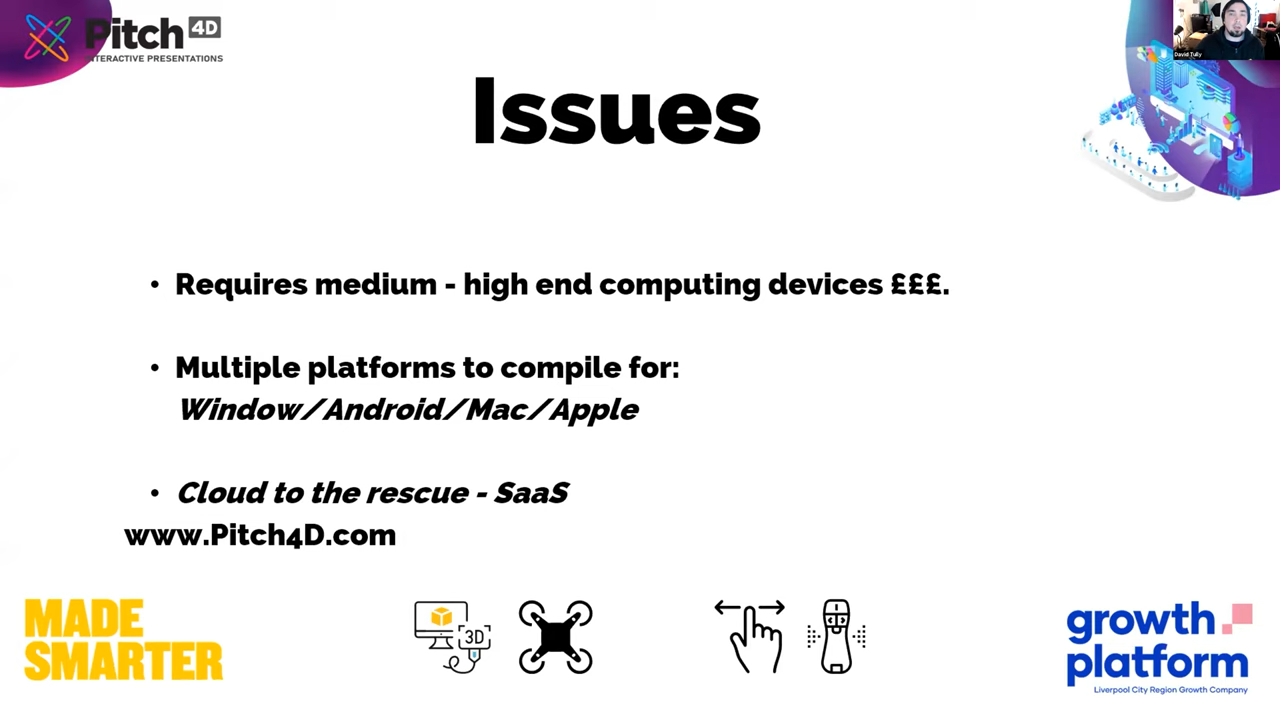 Pitch 4D
INTERACTIVE PRESENTATIONS
David Tully
Issues
• Requires medium - high end computing devices £££.
• Multiple platforms to compile for:
Window/Android/Mac/Apple
• Cloud to the rescue - SaaS
www.Pitch4D.com
MADE
SMARTER
3D
growth
platform
Liverpool City Region Growth Company